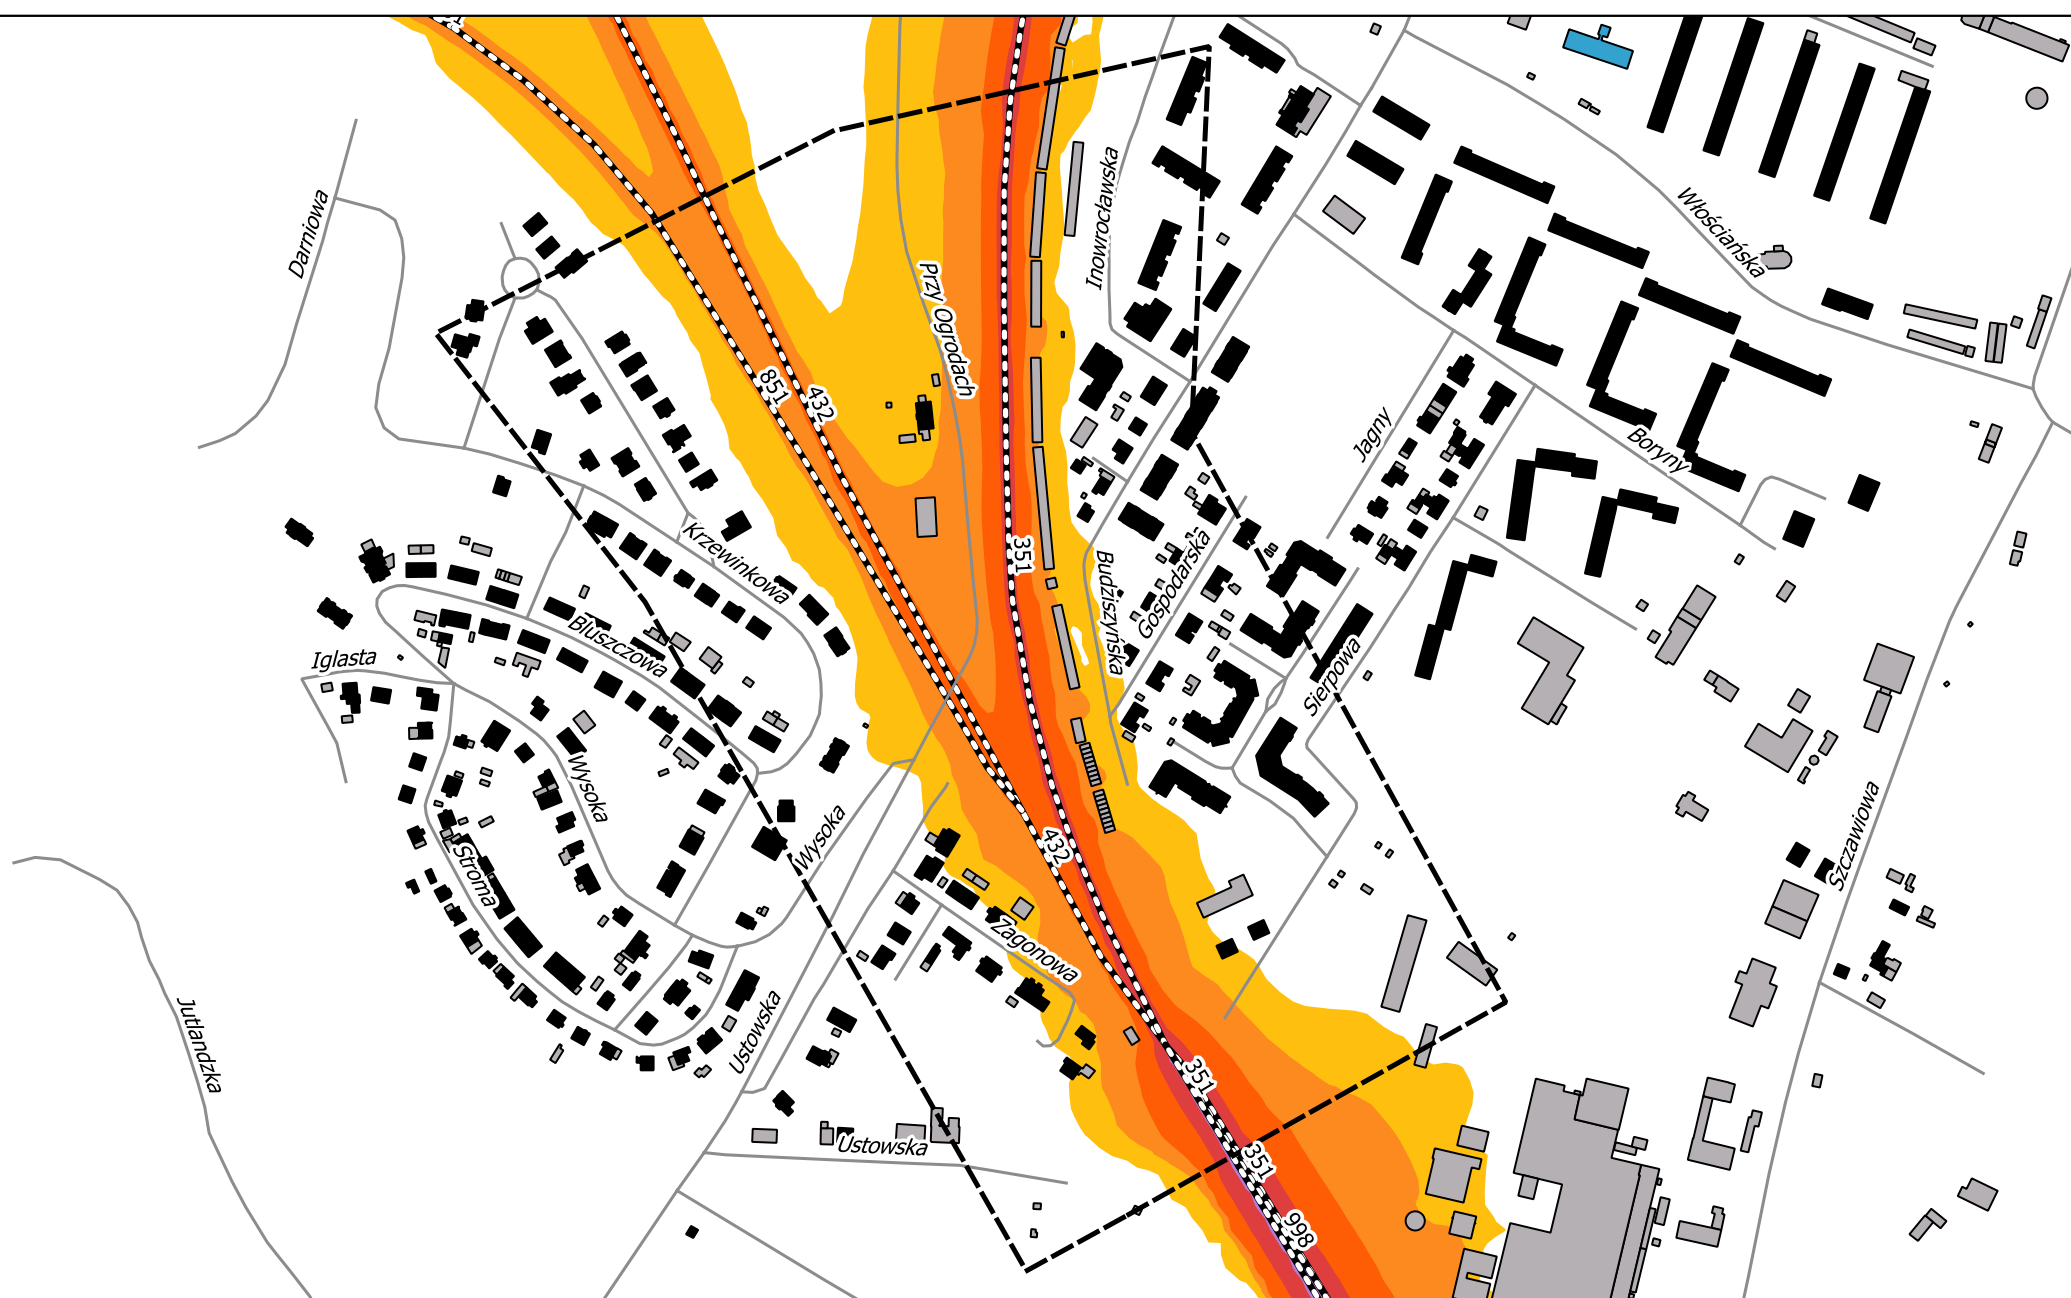 Darniowa
Inowrocławska
Włościańska
Przy Ogrodach
851
432
Jagny
Boryny
351
Krzewinkowa
Budziszyńska
Gospodarska
Bluszczowa
Iglasta
Sierpowa
Wysoka
Wysoka
432
Stroma
Szczawiowa
Zagonowa
Ustowska
Jutlandzka
351
Ustowska
351
998